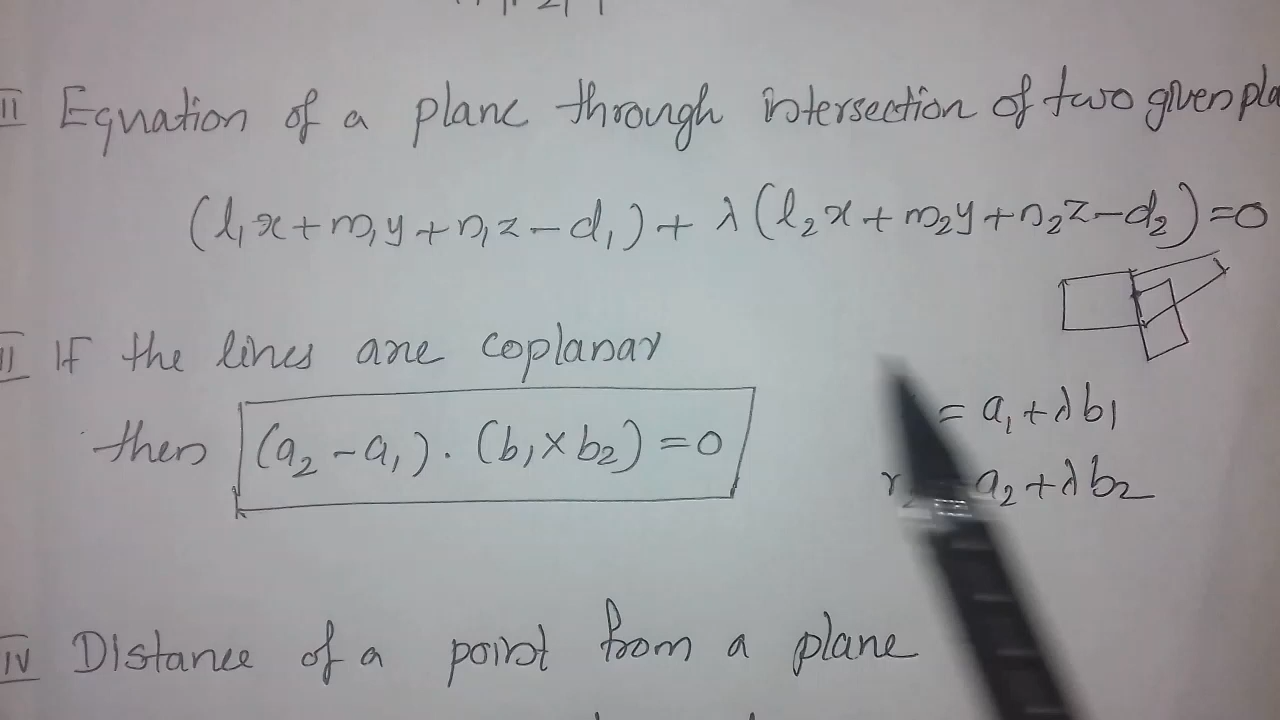 II Equation of a plane through intersection of two given pla
(l₁x+m₁y+n₁z-d₁)+λ(l₂x+m₂y+n₂z-d₂)=0
II If the lines are coplanar
then (a₂-a₁).(b₁×b₂)=0
= a₁+λb₁
a₂+λb₂
IV Distance of a point from a plane